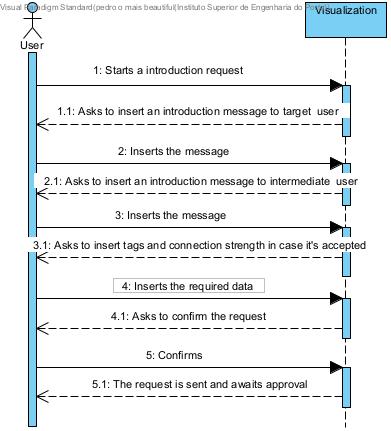 Visual Paradigm Standard(pedro o mais beautiful(Instituto Superior de Engenharia do Porto))
User
Visualization
1: Starts a introduction request
1.1: Asks to insert an introduction message to target user
2: Inserts the message
2.1: Asks to insert an introduction message to intermediate user
3: Inserts the message
3.1: Asks to insert tags and connection strength in case it's accepted
4: Inserts the required data
4.1: Asks to confirm the request
5: Confirms
5.1: The request is sent and awaits approval